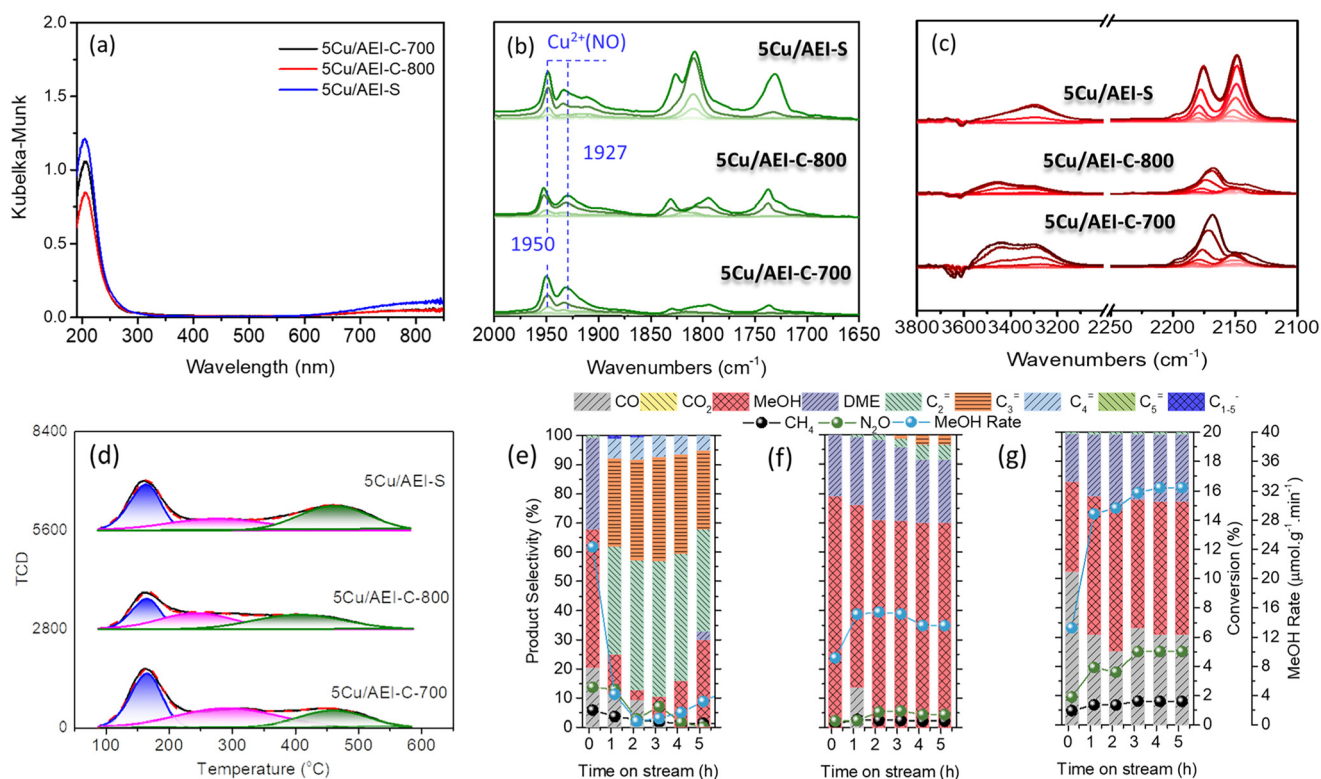 (a)
2.0
1.5
1.0
0.5
0.0
Kubelka-Munk
5Cu/AEI-C-700
5Cu/AEI-C-800
5Cu/AEI-S
200 300 400 500 600 700 800
Wavelength (nm)
(b)
Cu²⁺(NO)
5Cu/AEI-S
1927
5Cu/AEI-C-800
1950
5Cu/AEI-C-700
2000 1950 1900 1850 1800 1750 1700 1650
Wavenumbers (cm⁻¹)
(c)
5Cu/AEI-S
5Cu/AEI-C-800
5Cu/AEI-C-700
3800 3600 3400 3200 2250 2200 2150 2100
Wavenumbers (cm⁻¹)
(d)
8400
5600
2800
0
TCD
5Cu/AEI-S
5Cu/AEI-C-800
5Cu/AEI-C-700
100 200 300 400 500 600
Temperature (°C)
CO CO₂ MeOH DME C₂⁼ C₃⁼ C₄⁼ C₅⁼ C₁₋₅⁻
CH₄ N₂O MeOH Rate
(e)
100
90
80
70
60
50
40
30
20
10
0
Product Selectivity (%)
0 1 2 3 4 5
Time on stream (h)
(f)
0 1 2 3 4 5
Time on stream (h)
(g)
0 1 2 3 4 5
Time on stream (h)
20
18
16
14
12
10
8
6
4
2
0
Conversion (%)
40
36
32
28
24
20
16
12
8
4
0
MeOH Rate (μmol.g⁻¹.min⁻¹)